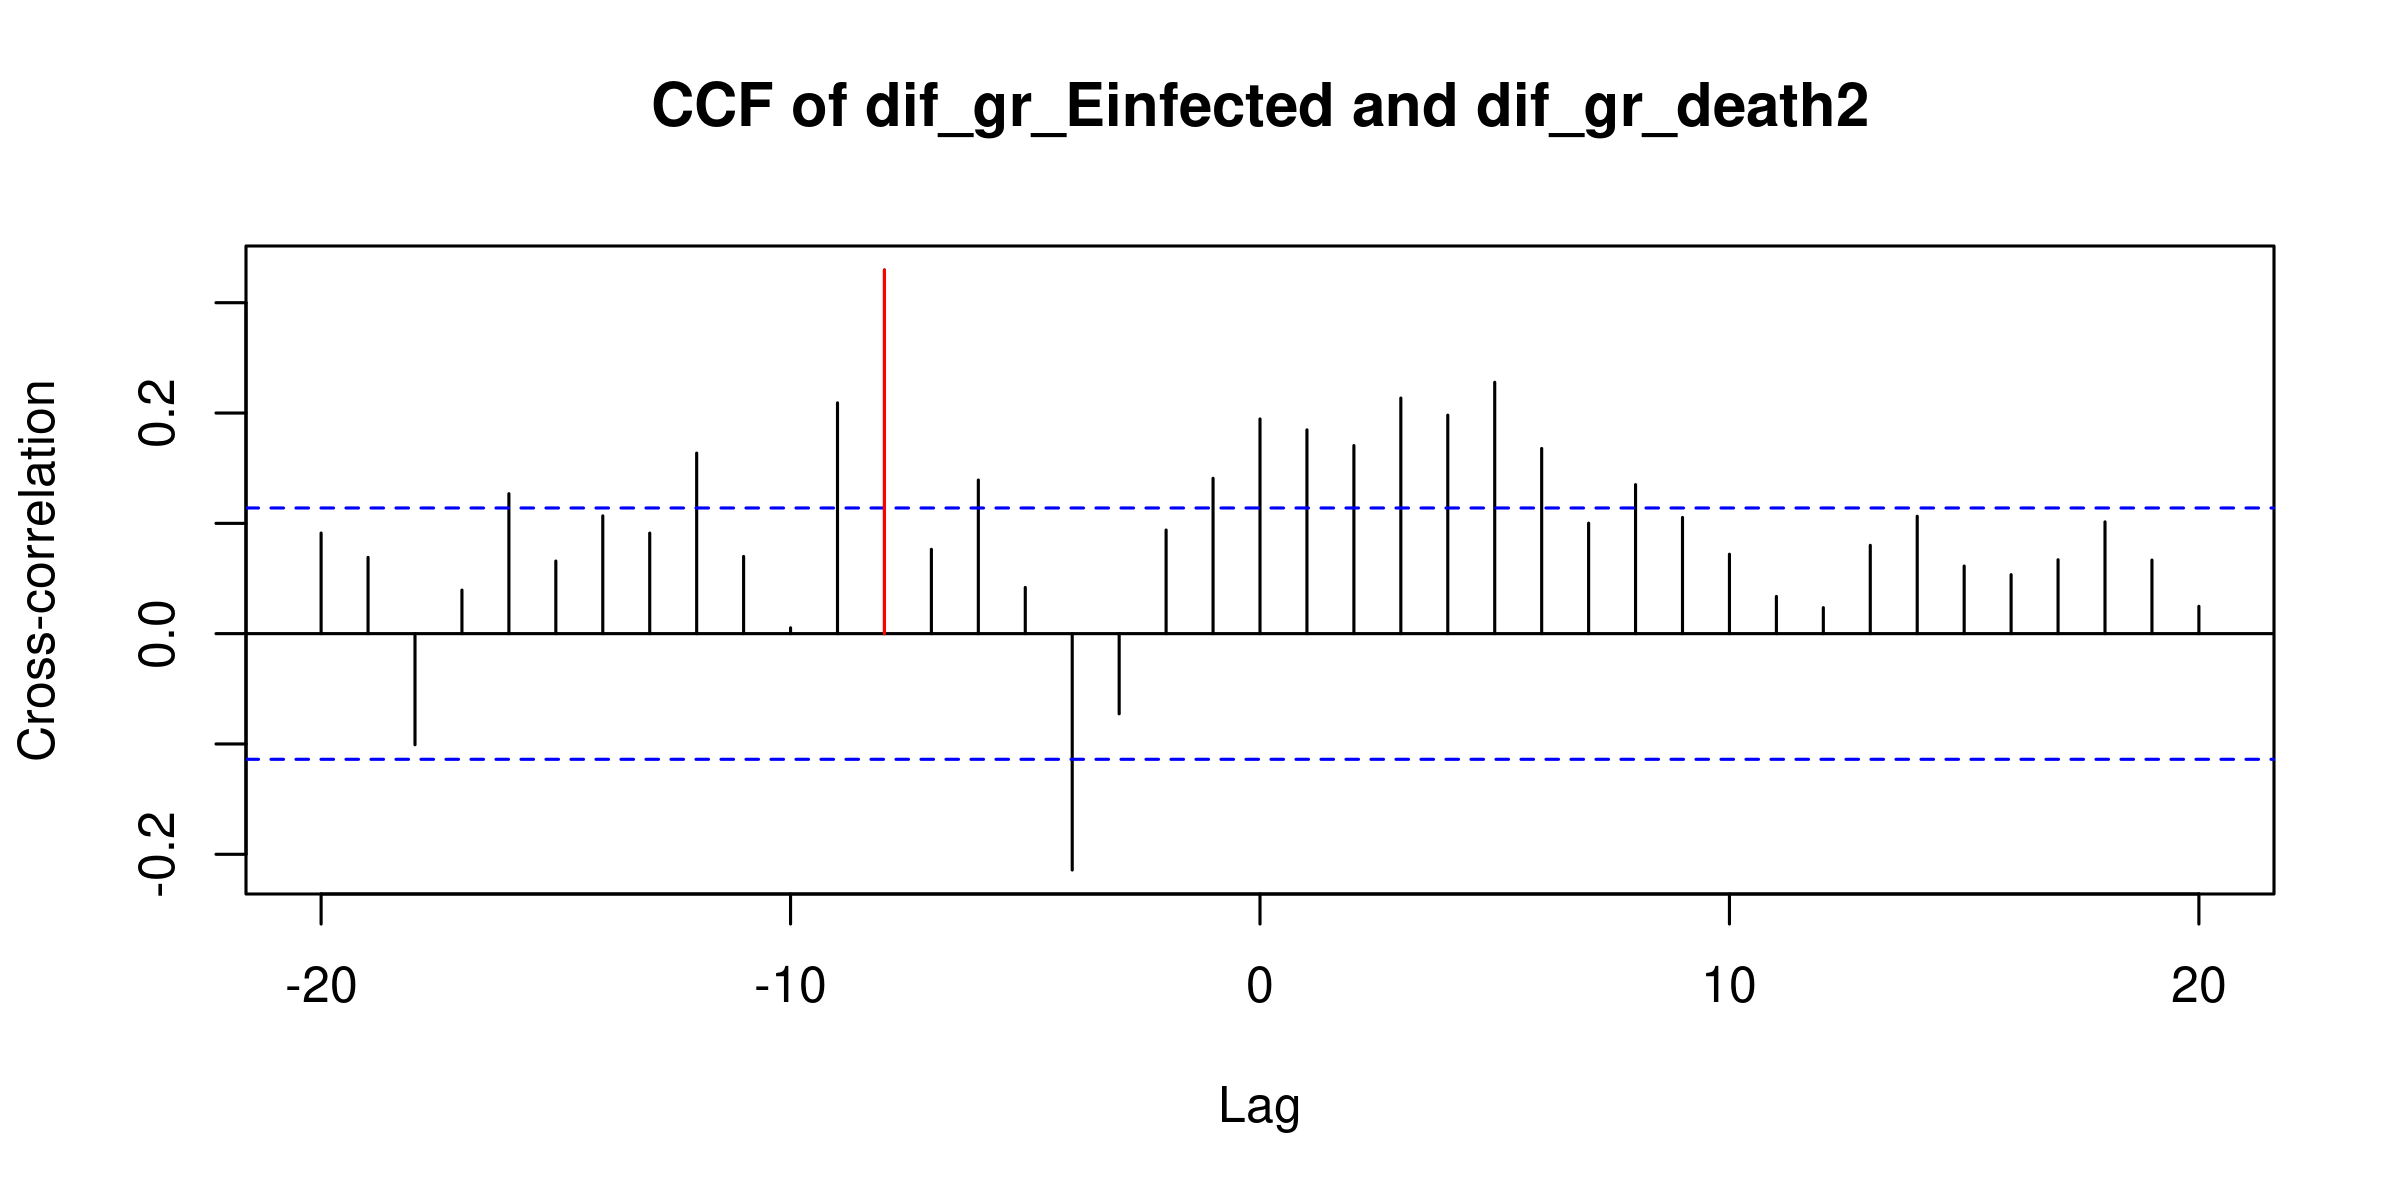 CCF of dif_gr_Einfected and dif_gr_death2
Cross-correlation
0.2
0.0
-0.2
-20 -10 0 10 20
Lag